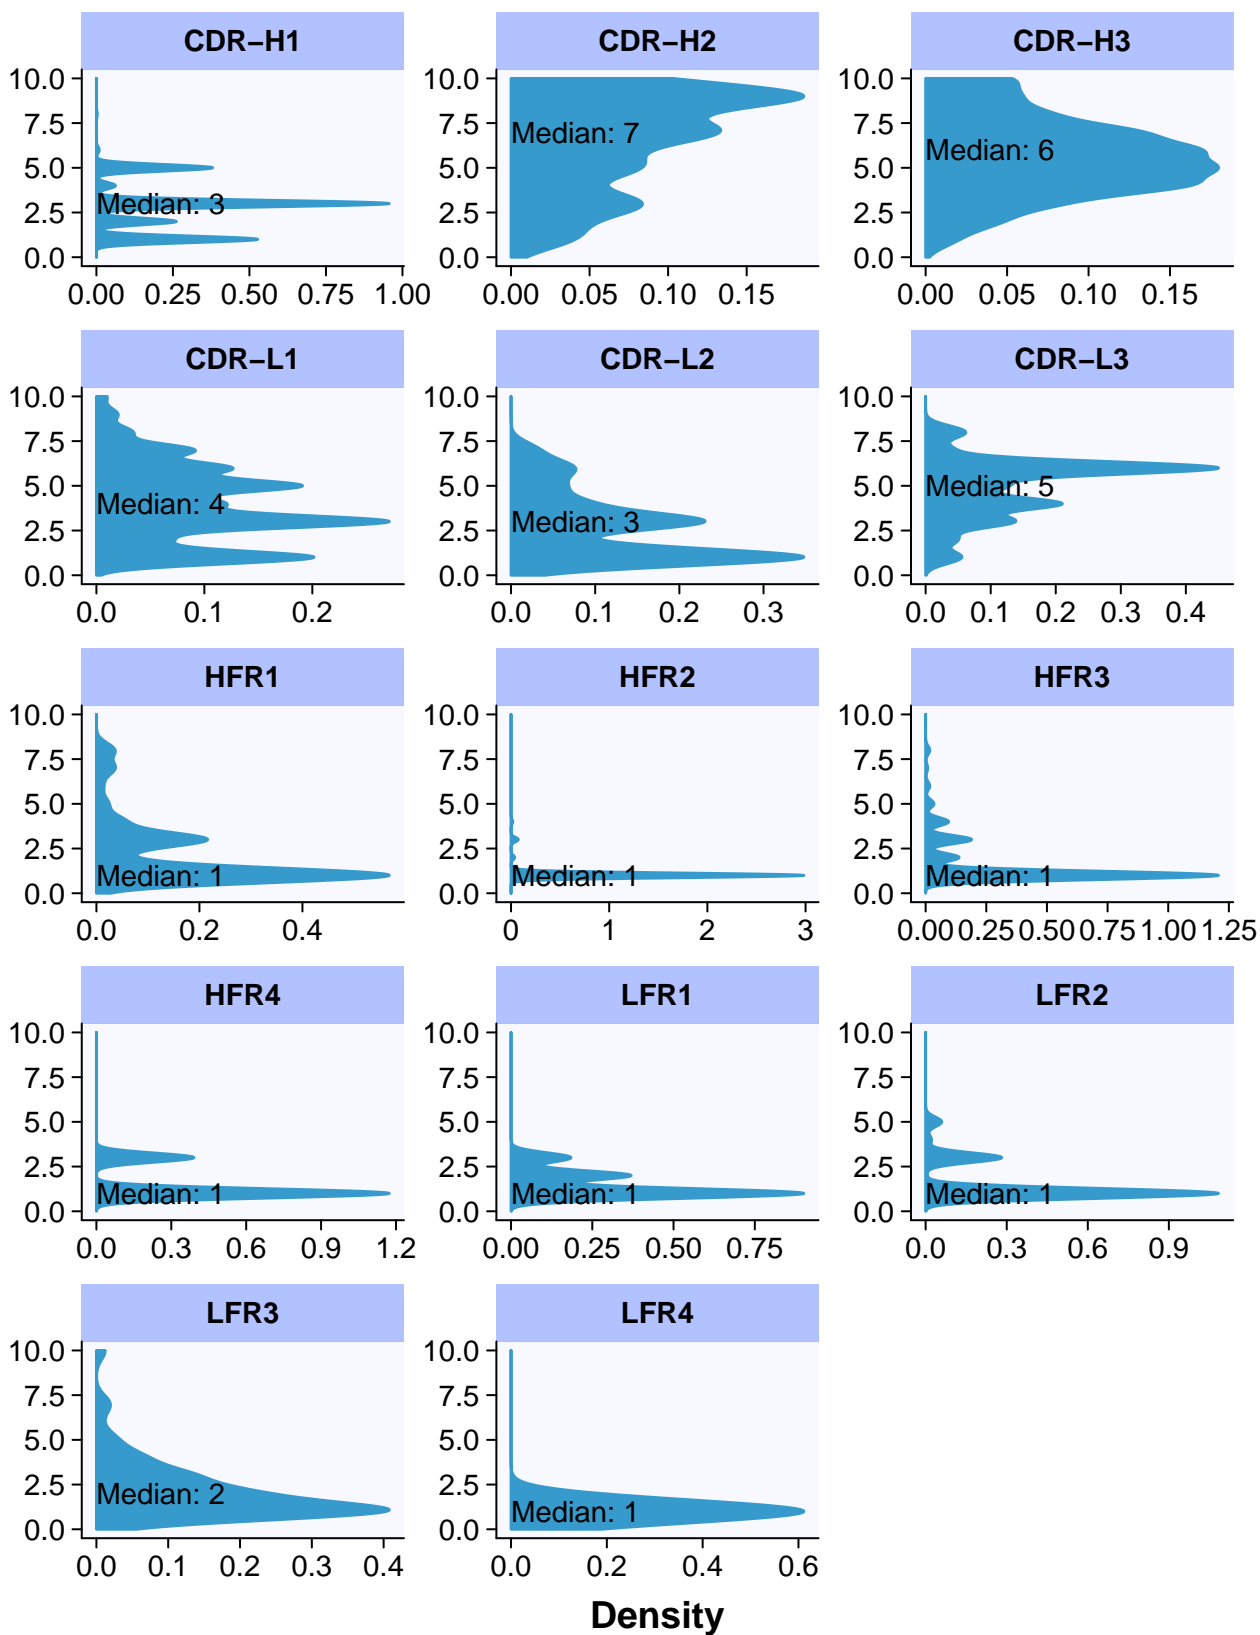 CDR−H1 CDR−H2 CDR−H3
10.0 10.0 10.0
7.5 7.5 7.5
Median: 7
Median: 6
5.0 5.0 5.0
Median: 3
2.5 2.5 2.5
0.0 0.0 0.0
0.00 0.25 0.50 0.75 1.00 0.00 0.05 0.10 0.15 0.00 0.05 0.10 0.15
CDR−L1 CDR−L2 CDR−L3
10.0 10.0 10.0
7.5 7.5 7.5
5.0 5.0 5.0 Median: 5
Median: 4
Median: 3
2.5 2.5 2.5
0.0 0.0 0.0
0.0 0.1 0.2 0.0 0.1 0.2 0.3 0.0 0.1 0.2 0.3 0.4
HFR1 HFR2 HFR3
10.0 10.0 10.0
7.5 7.5 7.5
5.0 5.0 5.0
2.5 2.5 2.5
Median: 1 Median: 1 Median: 1
0.0 0.0 0.0
0.0 0.2 0.4 0 1 2 3 0.00 0.25 0.50 0.75 1.00 1.25
HFR4 LFR1 LFR2
10.0 10.0 10.0
7.5 7.5 7.5
5.0 5.0 5.0
2.5 2.5 2.5
Median: 1 Median: 1 Median: 1
0.0 0.0 0.0
0.0 0.3 0.6 0.9 1.2 0.00 0.25 0.50 0.75 0.0 0.3 0.6 0.9
LFR3 LFR4
10.0 10.0
7.5 7.5
5.0 5.0
2.5 2.5
Median: 2 Median: 1
0.0 0.0
0.0 0.1 0.2 0.3 0.4 0.0 0.2 0.4 0.6
Density